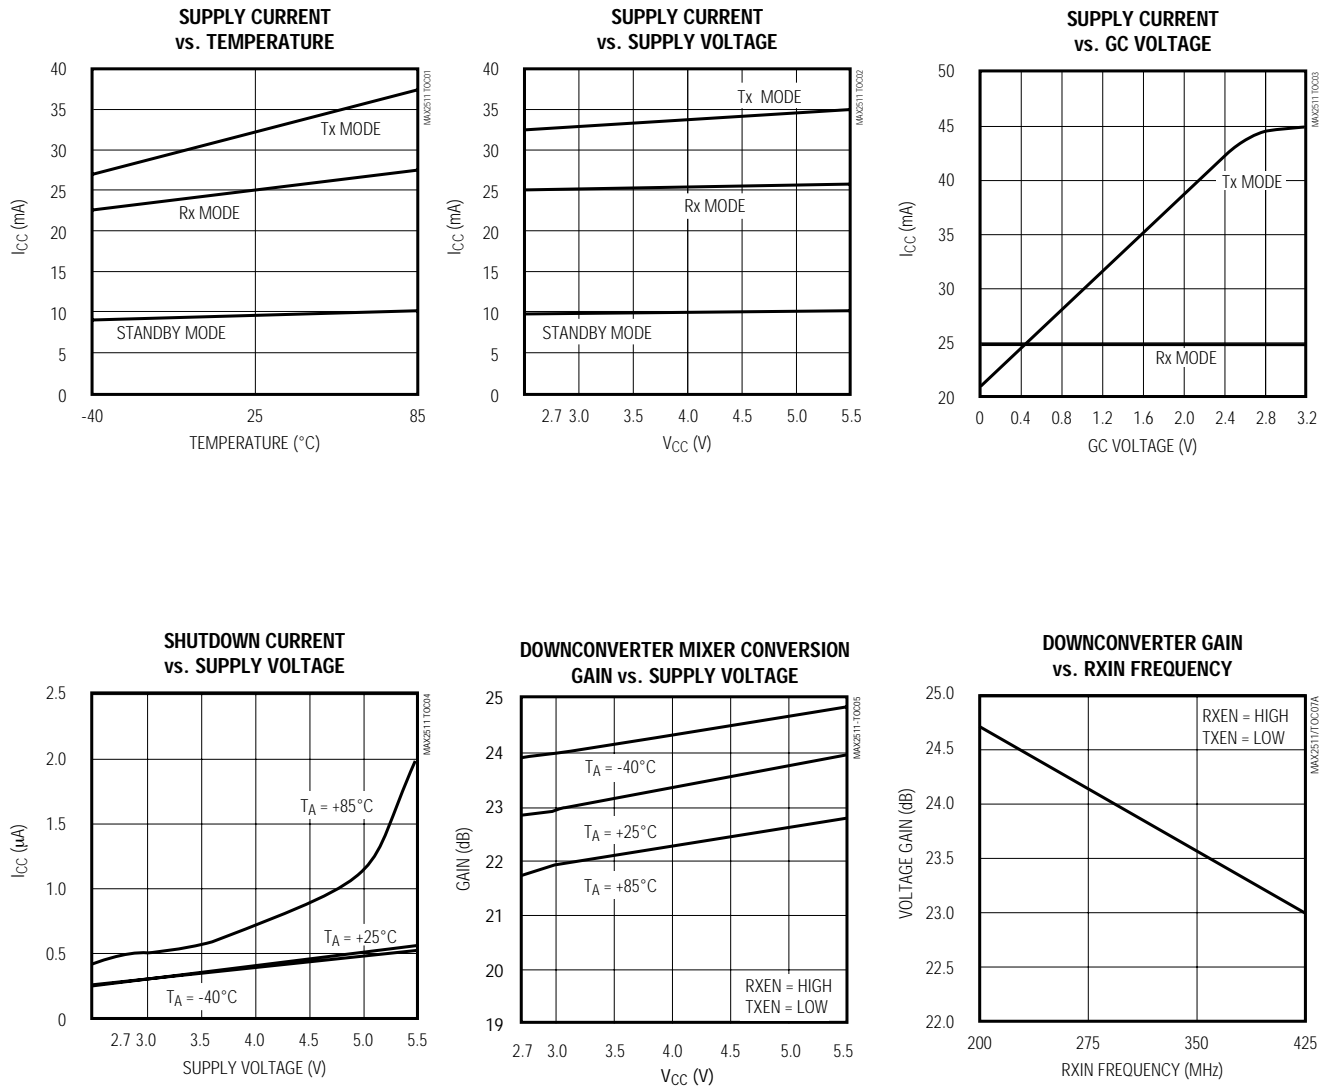 SUPPLY CURRENT
vs. TEMPERATURE
40
35
30
25
20
15
10
5
0
ICC (mA)
Tx MODE
Rx MODE
STANDBY MODE
-40
25
85
TEMPERATURE (°C)
MAX2511 TOC01
SUPPLY CURRENT
vs. SUPPLY VOLTAGE
40
35
30
25
20
15
10
5
0
ICC (mA)
Tx MODE
Rx MODE
STANDBY MODE
2.7 3.0 3.5 4.0 4.5 5.0 5.5
VCC (V)
MAX2511 TOC02
SUPPLY CURRENT
vs. GC VOLTAGE
50
45
40
35
30
25
20
ICC (mA)
Tx MODE
Rx MODE
0 0.4 0.8 1.2 1.6 2.0 2.4 2.8 3.2
GC VOLTAGE (V)
MAX2511 TOC03
SHUTDOWN CURRENT
vs. SUPPLY VOLTAGE
2.5
2.0
1.5
1.0
0.5
0
ICC (μA)
TA = +85°C
TA = +25°C
TA = -40°C
2.7 3.0 3.5 4.0 4.5 5.0 5.5
SUPPLY VOLTAGE (V)
MAX2511 TOC04
DOWNCONVERTER MIXER CONVERSION
GAIN vs. SUPPLY VOLTAGE
25
24
23
22
21
20
19
GAIN (dB)
TA = -40°C
TA = +25°C
TA = +85°C
RXEN = HIGH
TXEN = LOW
2.7 3.0 3.5 4.0 4.5 5.0 5.5
VCC (V)
MAX2511-TOC05
DOWNCONVERTER GAIN
vs. RXIN FREQUENCY
25.0
24.5
24.0
23.5
23.0
22.5
22.0
VOLTAGE GAIN (dB)
RXEN = HIGH
TXEN = LOW
200 275 350 425
RXIN FREQUENCY (MHz)
MAX2511/TOC07A